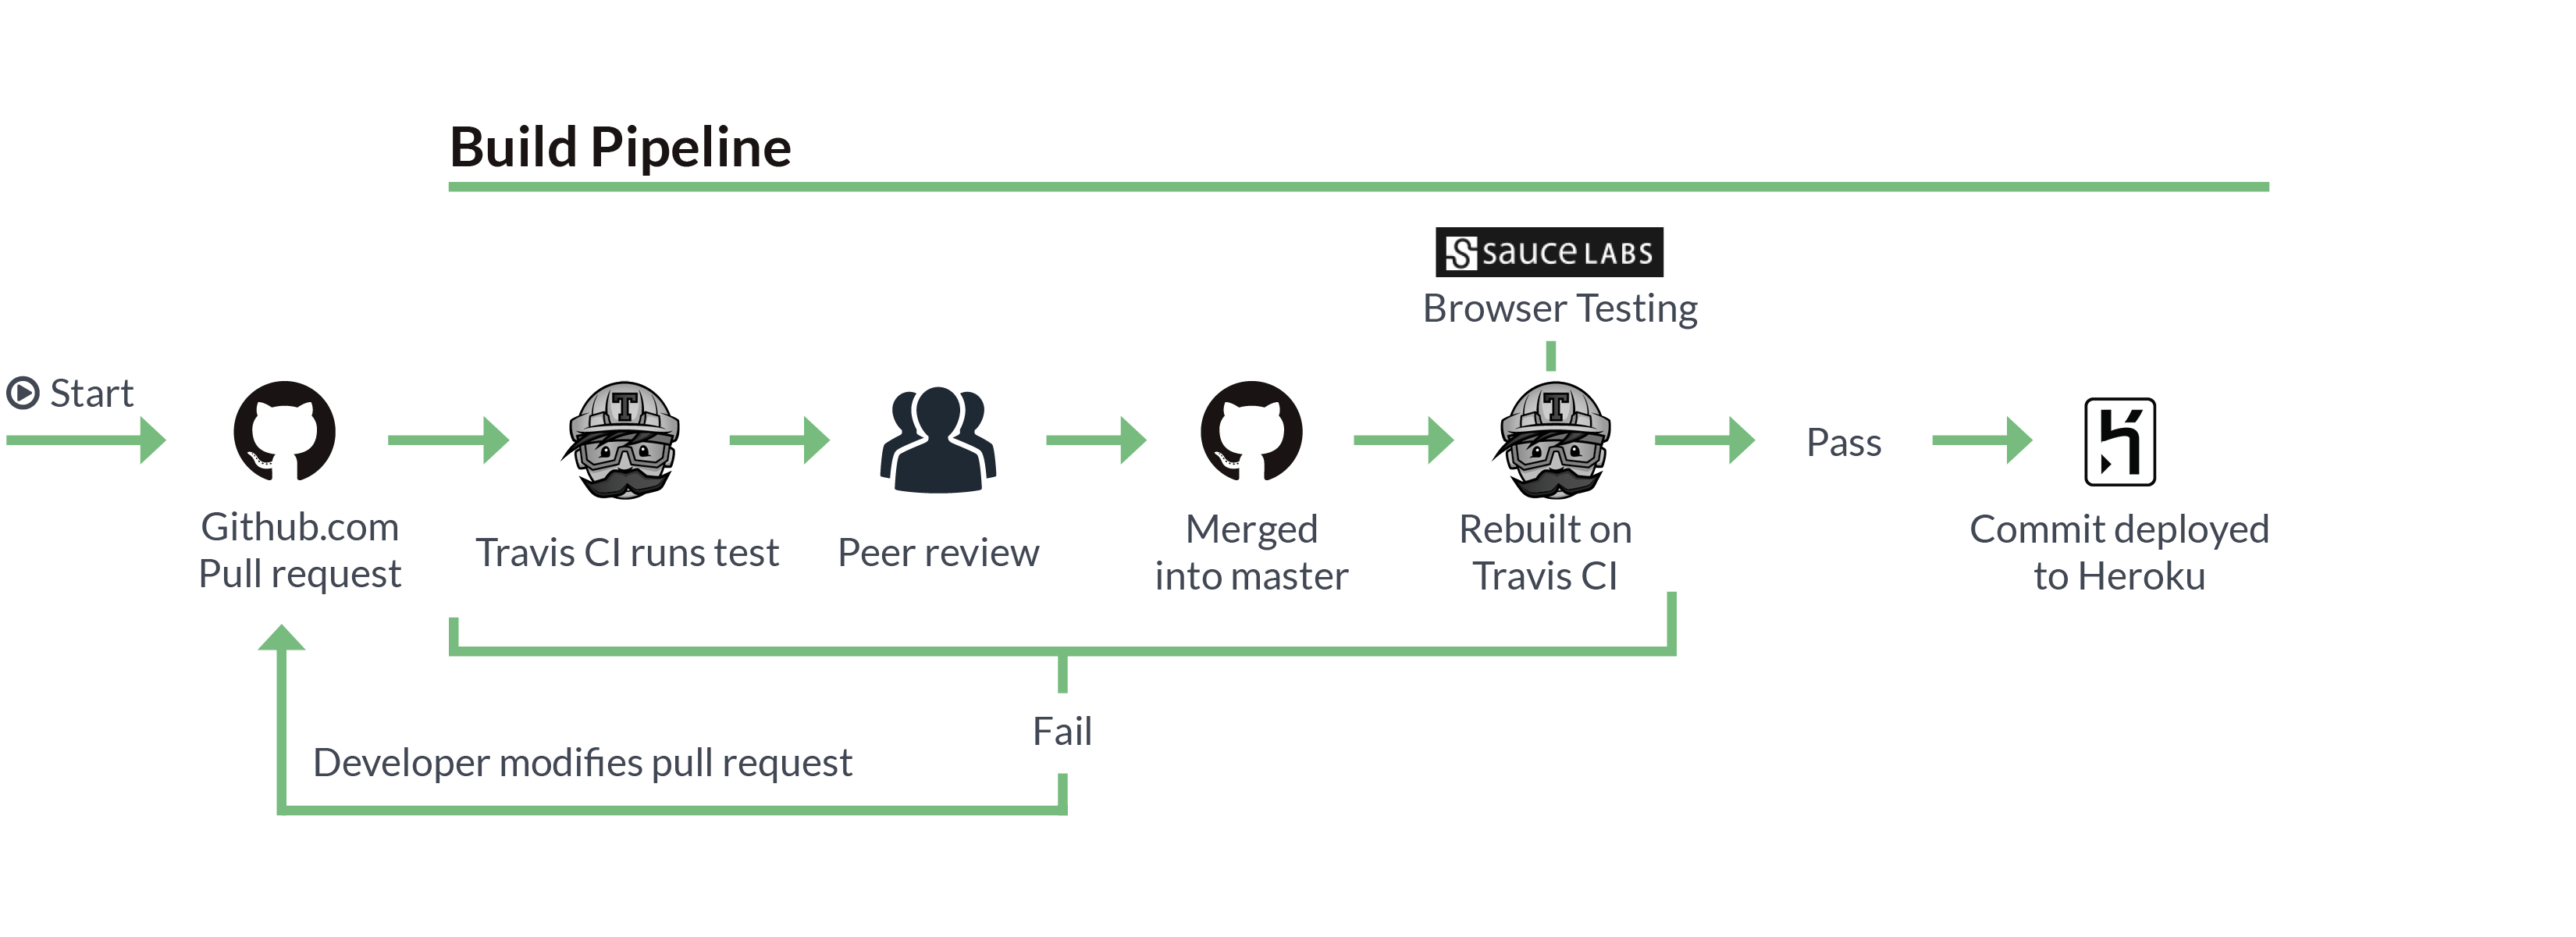 Build Pipeline
sauce LABS
Browser Testing
Start
T
T
Pass
Github.com
Pull request
Travis CI runs test
Peer review
Merged
into master
Rebuilt on
Travis CI
Commit deployed
to Heroku
Fail
Developer modifies pull request